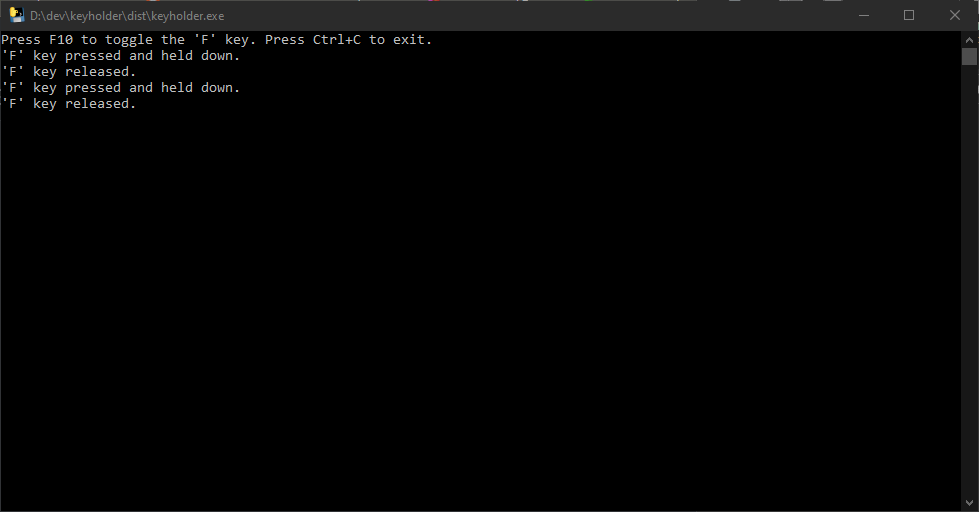 D:\dev\keyholder\dist\keyholder.exe
Press F10 to toggle the 'F' key. Press Ctrl+C to exit.
'F' key pressed and held down.
'F' key released.
'F' key pressed and held down.
'F' key released.